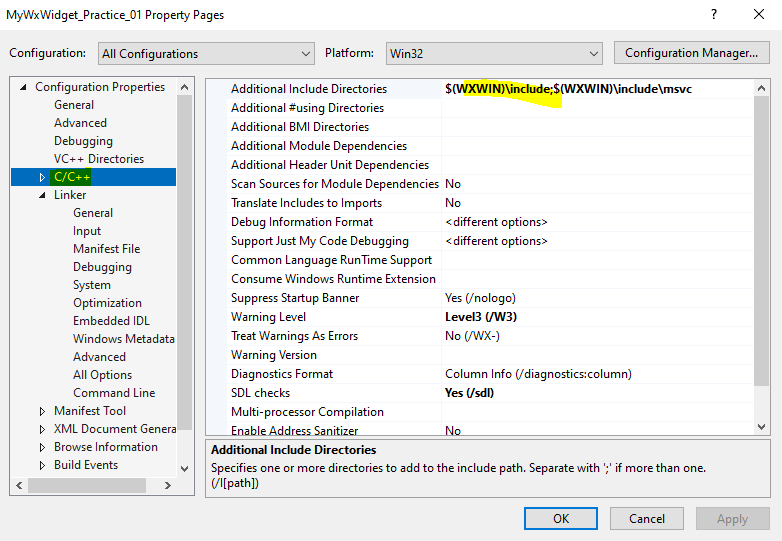 MyWxWidget_Practice_01 Property Pages
Configuration: All Configurations Platform: Win32 Configuration Manager...
Configuration Properties
General
Advanced
Debugging
VC++ Directories
C/C++
Linker
General
Input
Manifest File
Debugging
System
Optimization
Embedded IDL
Windows Metadata
Advanced
All Options
Command Line
Manifest Tool
XML Document Genera
Browse Information
Build Events
Additional Include Directories $(WXWIN)\include;$(WXWIN)\include\msvc
Additional #using Directories
Additional BMI Directories
Additional Module Dependencies
Additional Header Unit Dependencies
Scan Sources for Module Dependencies No
Translate Includes to Imports No
Debug Information Format <different options>
Support Just My Code Debugging <different options>
Common Language RunTime Support
Consume Windows Runtime Extension
Suppress Startup Banner Yes (/nologo)
Warning Level Level3 (/W3)
Treat Warnings As Errors No (/WX-)
Warning Version
Diagnostics Format Column Info (/diagnostics:column)
SDL checks Yes (/sdl)
Multi-processor Compilation
Enable Address Sanitizer No
Additional Include Directories
Specifies one or more directories to add to the include path. Separate with ';' if more than one.
(/I[path])
OK Cancel Apply